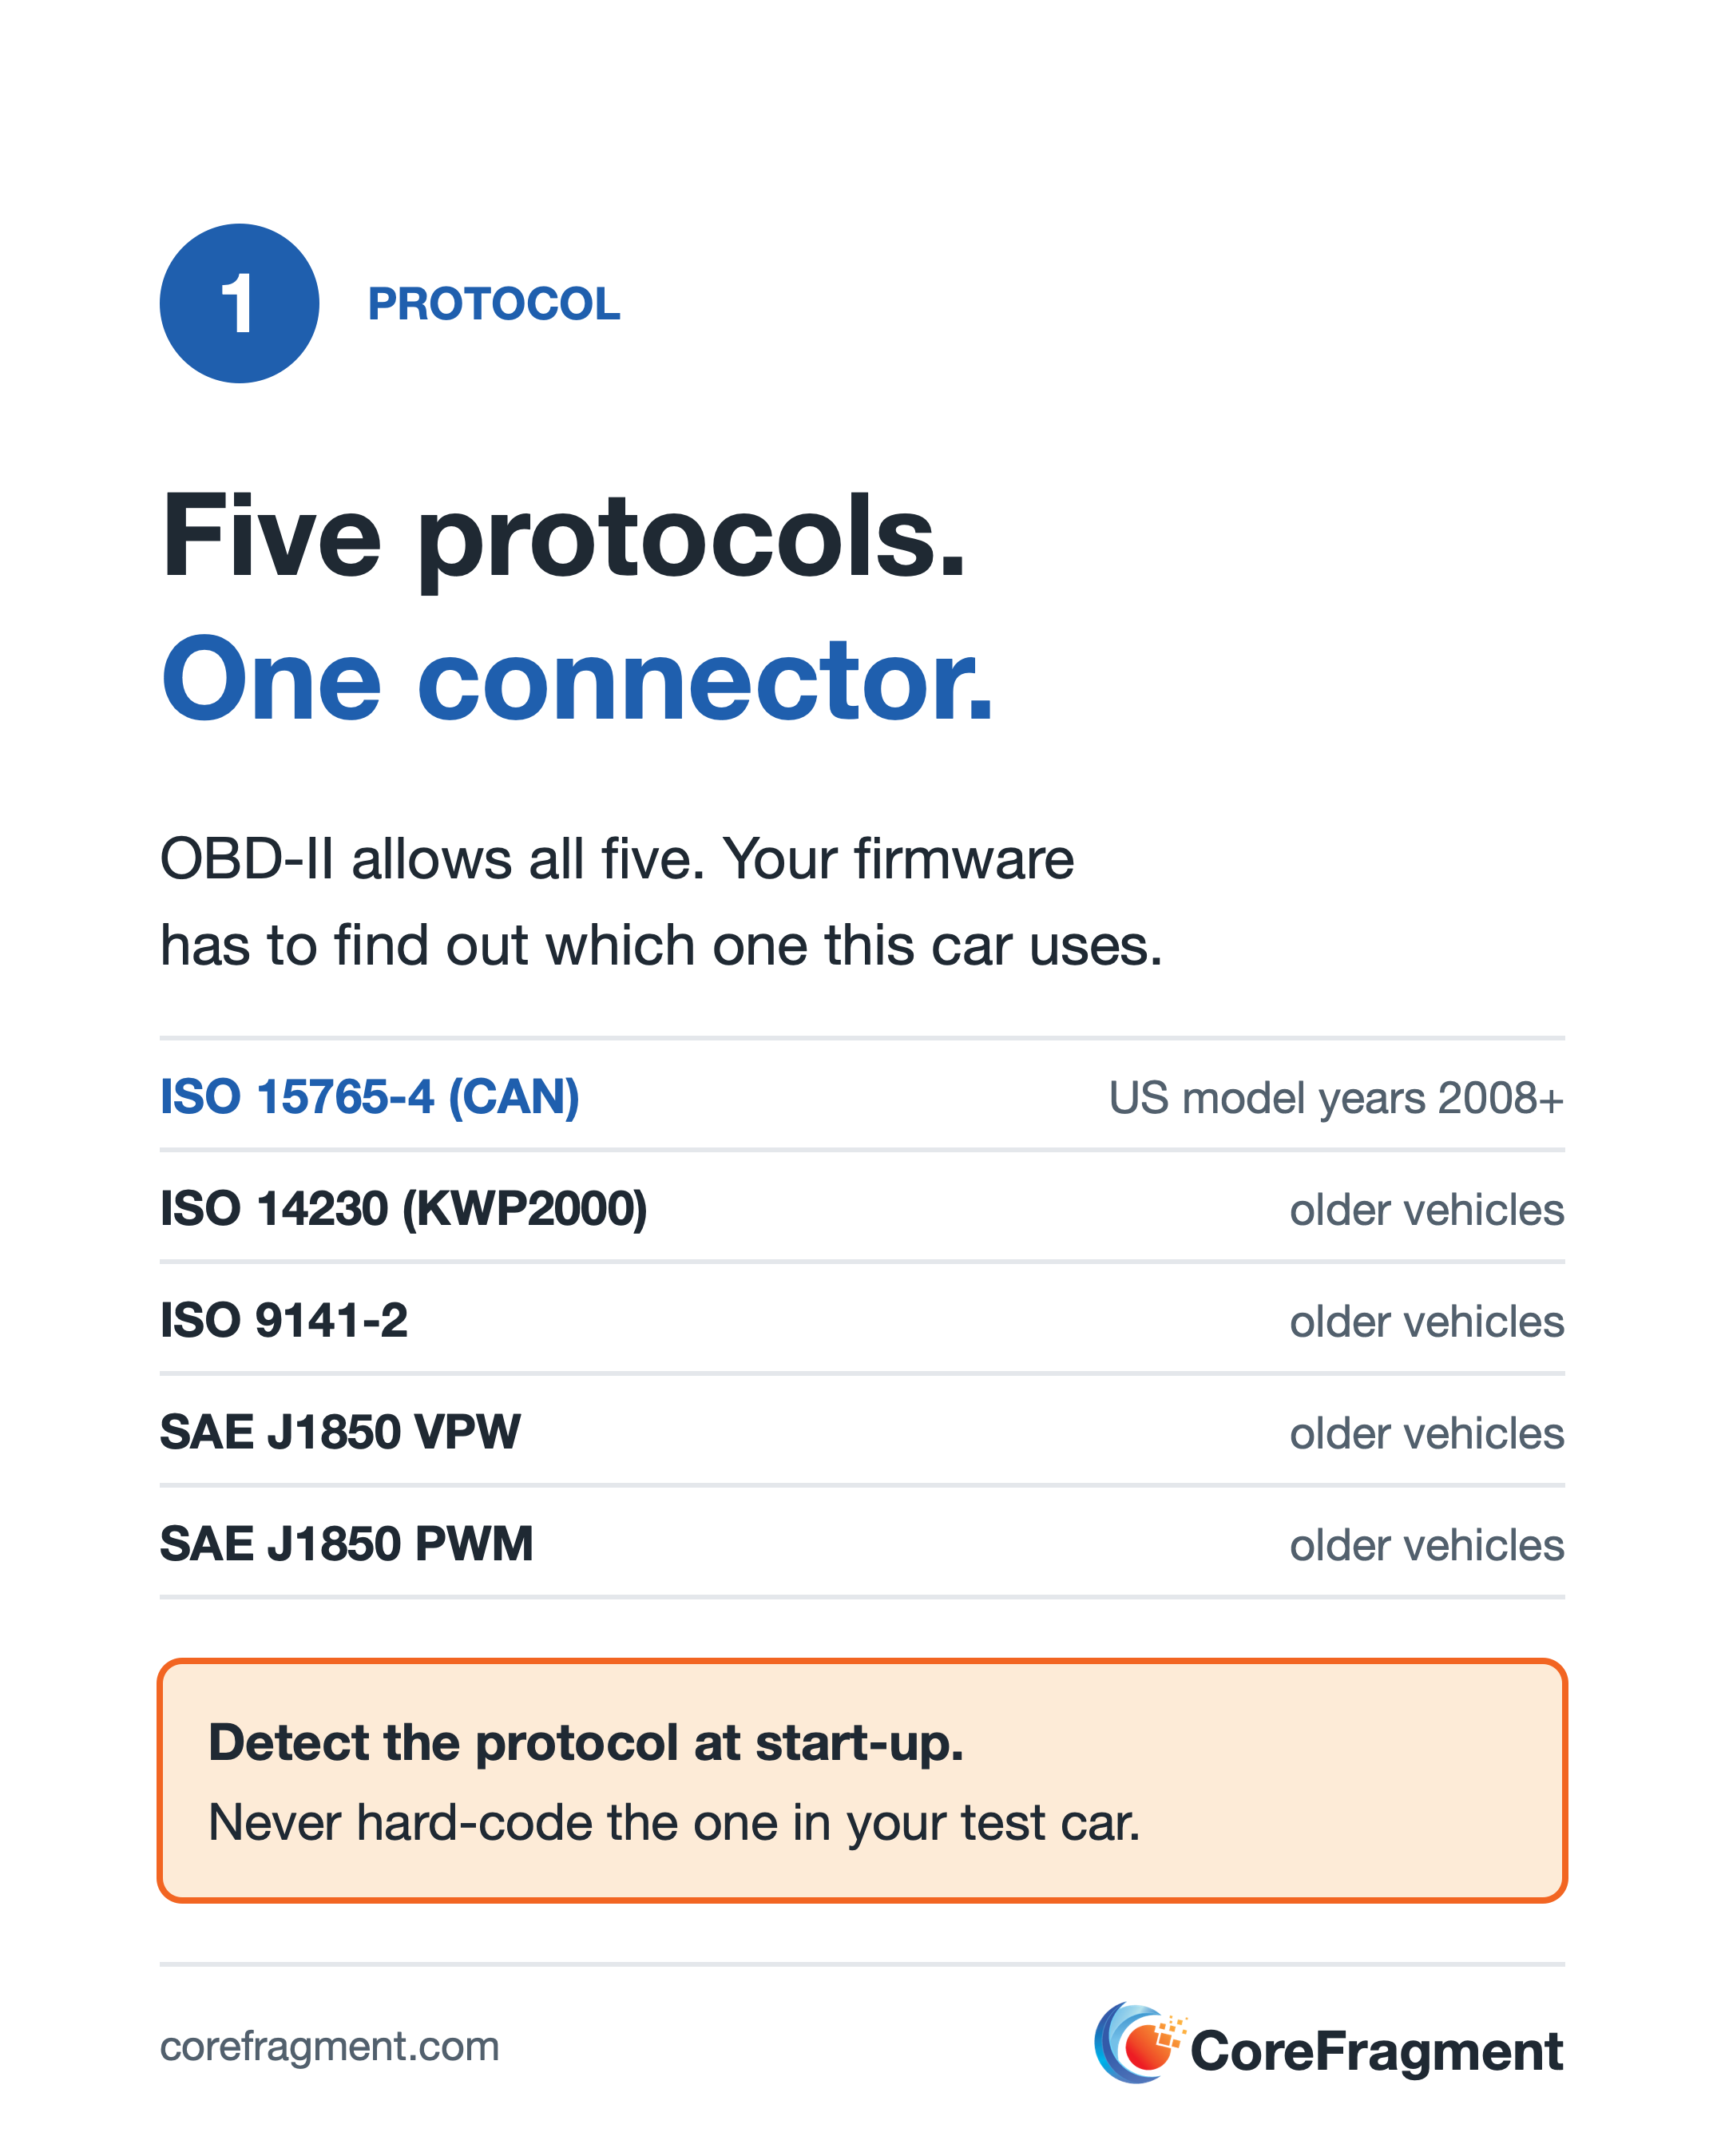 1
PROTOCOL
Five protocols.
One connector.
OBD-II allows all five. Your firmware
has to find out which one this car uses.
ISO 15765-4 (CAN) US model years 2008+
ISO 14230 (KWP2000) older vehicles
ISO 9141-2 older vehicles
SAE J1850 VPW older vehicles
SAE J1850 PWM older vehicles
Detect the protocol at start-up.
Never hard-code the one in your test car.
corefragment.com CoreFragment